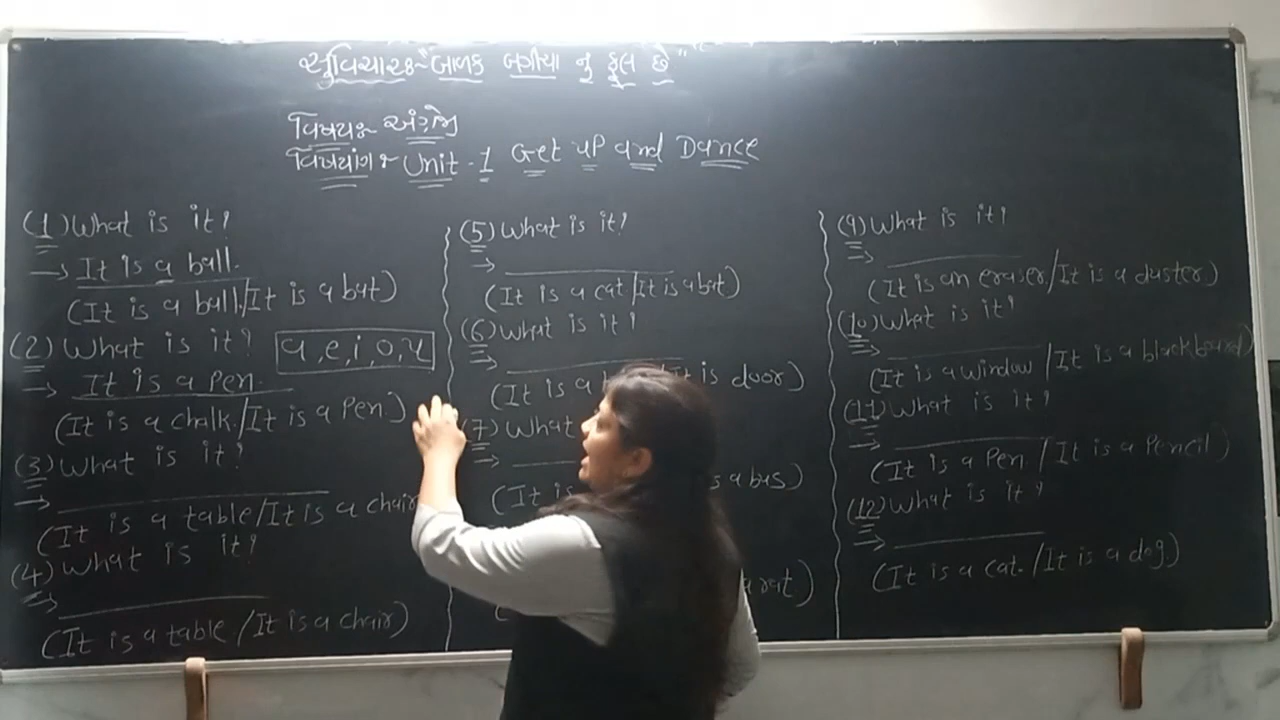 સુવિચારઃ- "બાળક બગીચા નુ ફૂલ છે"
વિષયઃ- અંગ્રેજી
વિષયાંગઃ- Unit -1 Get up and Dance
(1) What is it?
→ It is a ball.
(It is a ball./It is a bat)
(2) What is it?
a, e, i, o, u
→ It is a Pen.
(It is a chalk./It is a Pen.)
(3) What is it?
→
(It is a table/It is a chair
(4) What is it?
→
(It is a table/It is a chair)
(5) What is it?
→
(It is a cat/It is a bat)
(6) What is it?
→
(It is a It is door)
(7) What
→
(It is s a bus)
a rat)
(9) What is it?
→
(It is an eraser/It is a duster)
(10) What is it?
→
(It is a window/It is a blackboard)
(11) What is it?
→
(It is a Pen./It is a Pencil)
(12) What is it?
→
(It is a cat./It is a dog)